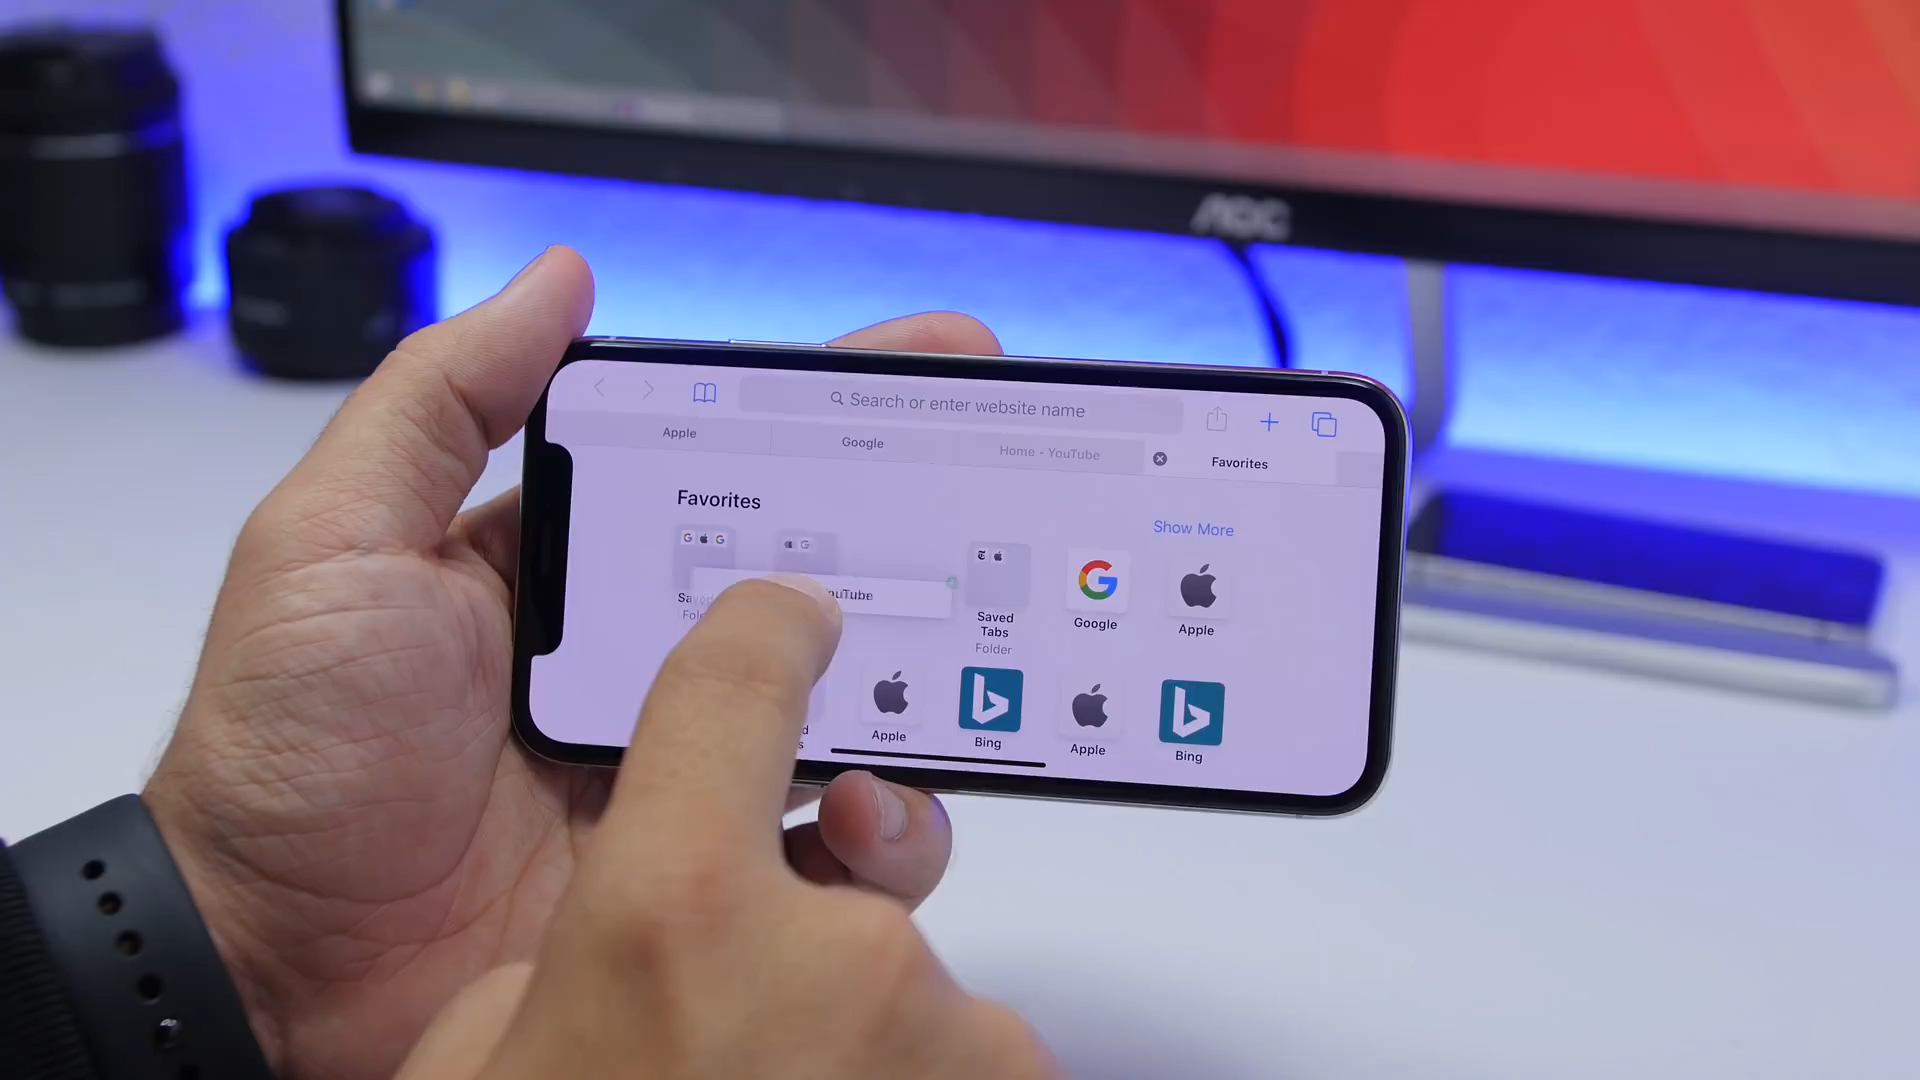 AOC
Search or enter website name
Apple
Google
Home - YouTube
Favorites
Favorites
Show More
YouTube
Saved
Tabs
Folder
Google
Apple
Apple
Bing
Apple
Bing